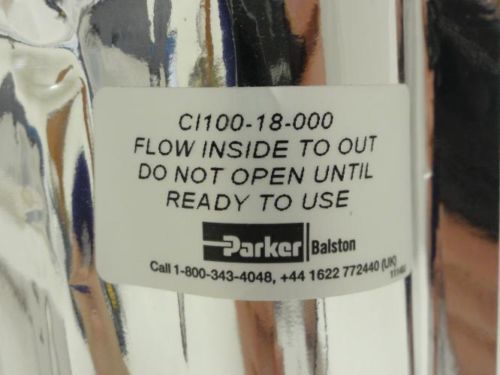 CI100-18-000
FLOW INSIDE TO OUT
DO NOT OPEN UNTIL
READY TO USE
Parker Balston
Call 1-800-343-4048, +44 1622 772440 (UK)